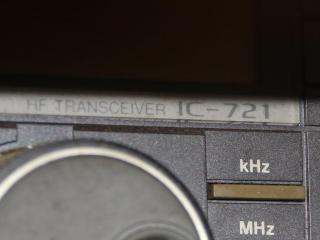 HF TRANSCEIVER IC-721
kHz
MHz